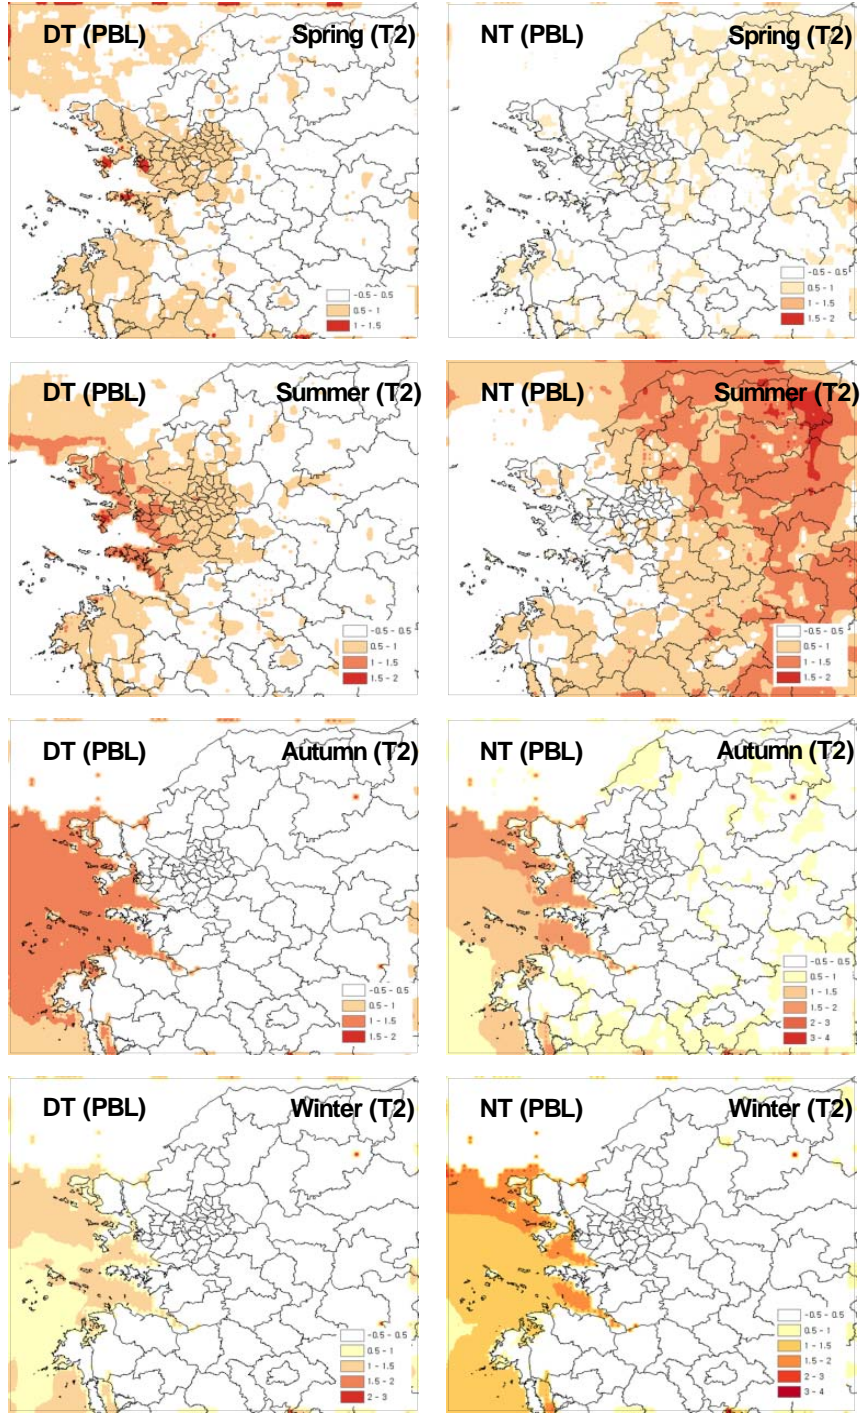 DT (PBL) Spring (T2)
-0.5 - 0.5
0.5 - 1
1 - 1.5
NT (PBL) Spring (T2)
-0.5 - 0.5
0.5 - 1
1 - 1.5
1.5 - 2
DT (PBL) Summer (T2)
-0.5 - 0.5
0.5 - 1
1 - 1.5
1.5 - 2
NT (PBL) Summer (T2)
-0.5 - 0.5
0.5 - 1
1 - 1.5
1.5 - 2
DT (PBL) Autumn (T2)
-0.5 - 0.5
0.5 - 1
1 - 1.5
1.5 - 2
NT (PBL) Autumn (T2)
-0.5 - 0.5
0.5 - 1
1 - 1.5
1.5 - 2
2 - 3
3 - 4
DT (PBL) Winter (T2)
-0.5 - 0.5
0.5 - 1
1 - 1.5
1.5 - 2
2 - 3
NT (PBL) Winter (T2)
-0.5 - 0.5
0.5 - 1
1 - 1.5
1.5 - 2
2 - 3
3 - 4